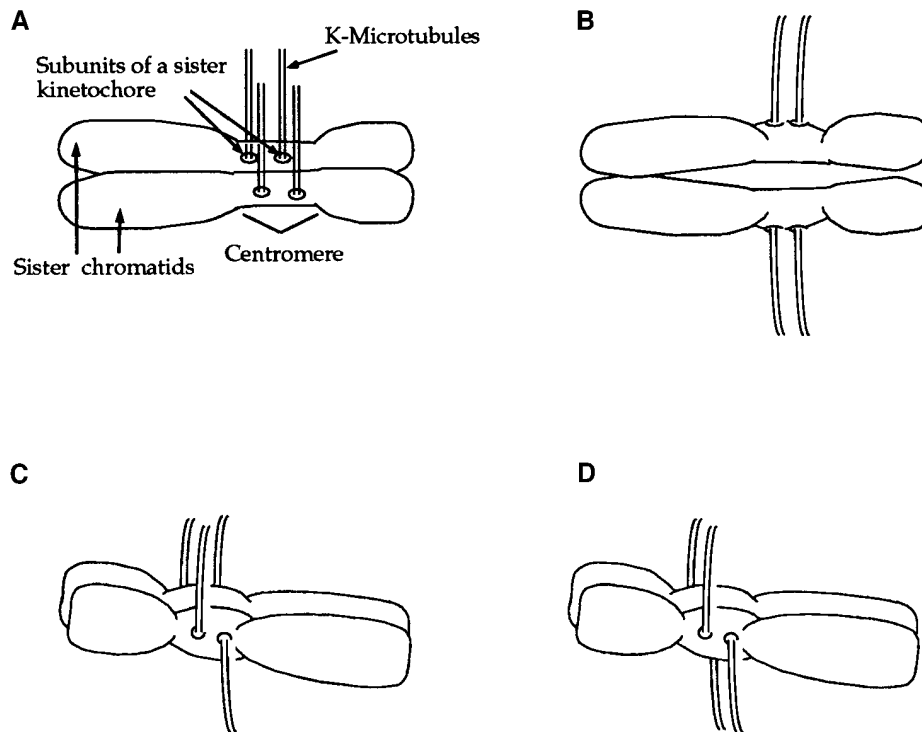 A
K-Microtubules
Subunits of a sister
kinetochore
Centromere
Sister chromatids
B
C
D